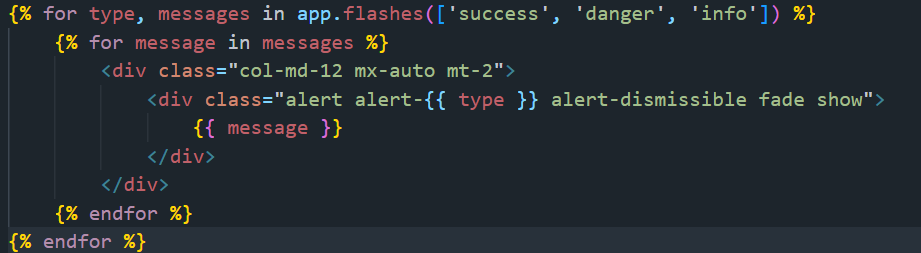 {% for type, messages in app.flashes(['success', 'danger', 'info']) %}
{% for message in messages %}
<div class="col-md-12 mx-auto mt-2">
<div class="alert alert-{{ type }} alert-dismissible fade show">
{{ message }}
</div>
</div>
{% endfor %}
{% endfor %}